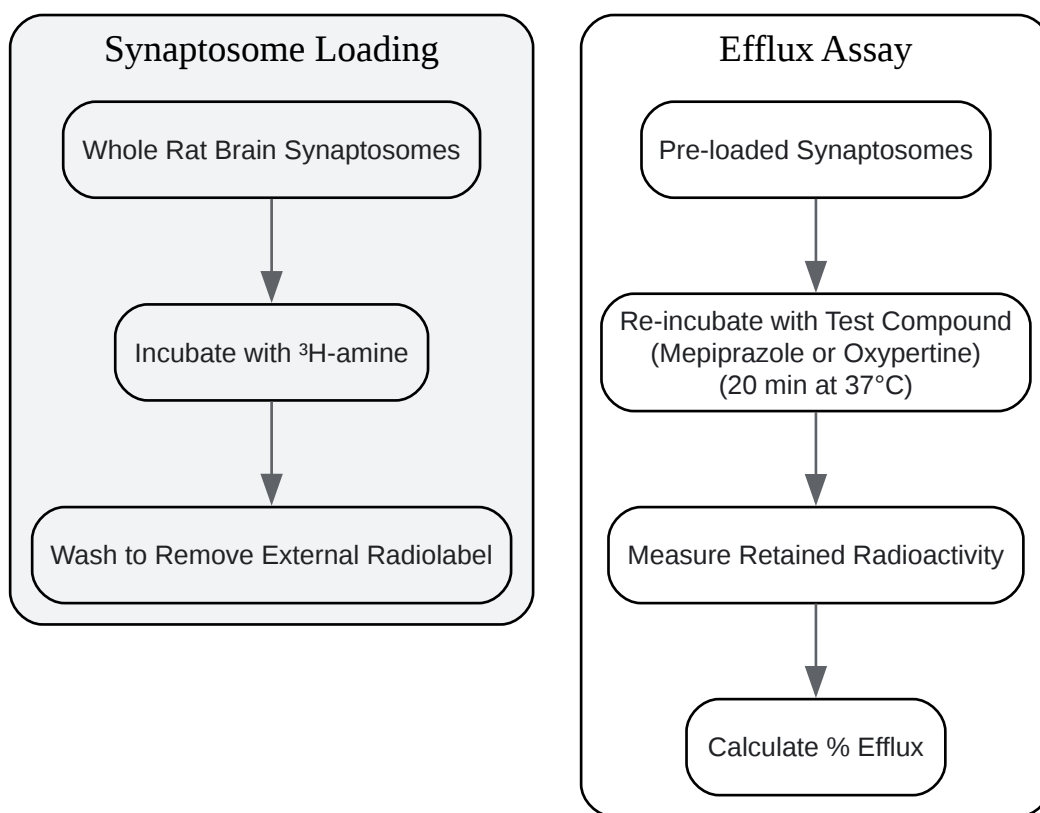 Synaptosome Loading
Whole Rat Brain Synaptosomes
Incubate with ³H-amine
Wash to Remove External Radiolabel
Efflux Assay
Pre-loaded Synaptosomes
Re-incubate with Test Compound
(Mepiprazole or Oxypertine)
(20 min at 37°C)
Measure Retained Radioactivity
Calculate % Efflux